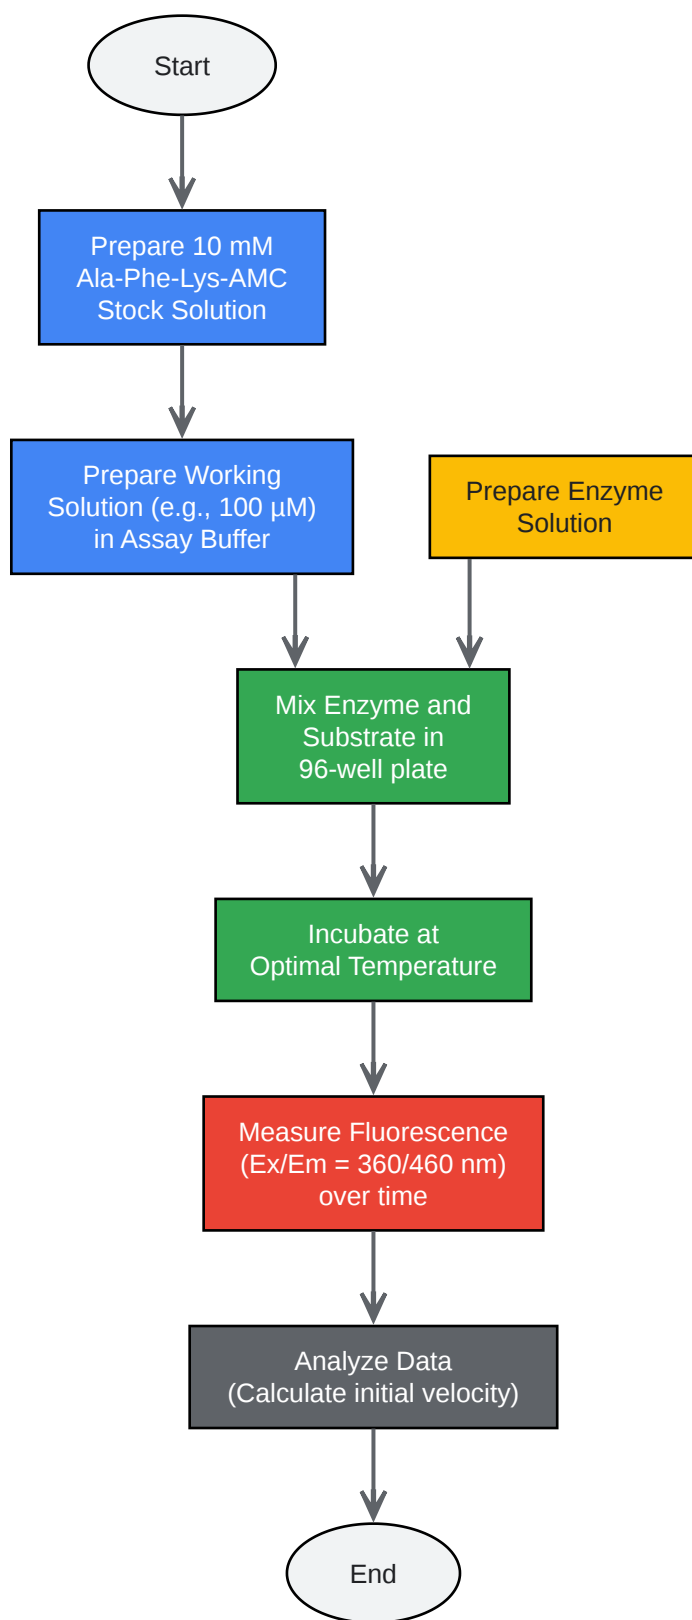 Start
Prepare 10 mM
Ala-Phe-Lys-AMC
Stock Solution
Prepare Working
Solution (e.g., 100 µM)
in Assay Buffer
Prepare Enzyme
Solution
Mix Enzyme and
Substrate in
96-well plate
Incubate at
Optimal Temperature
Measure Fluorescence
(Ex/Em = 360/460 nm)
over time
Analyze Data
(Calculate initial velocity)
End